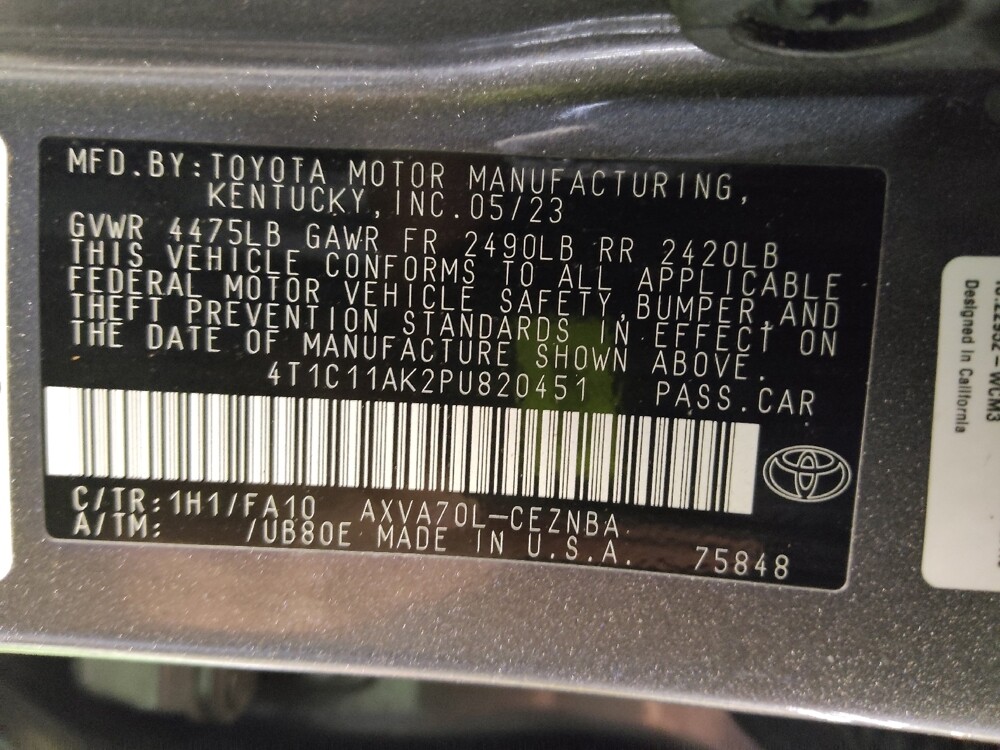 MFD.BY:TOYOTA MOTOR MANUFACTURING,
KENTUCKY,INC.05/23
GVWR 4475LB GAWR FR 2490LB RR 2420LB
THIS VEHICLE CONFORMS TO ALL APPLICABLE
FEDERAL MOTOR VEHICLE SAFETY,BUMPER,AND
THEFT PREVENTION STANDARDS IN EFFECT ON
THE DATE OF MANUFACTURE SHOWN ABOVE.
4T1C11AK2PU820451 PASS.CAR
C/TR:1H1/FA10 AXVA70L-CEZNBA
A/TM: /UB80E MADE IN U.S.A. 75848
WCM3
Designed in California